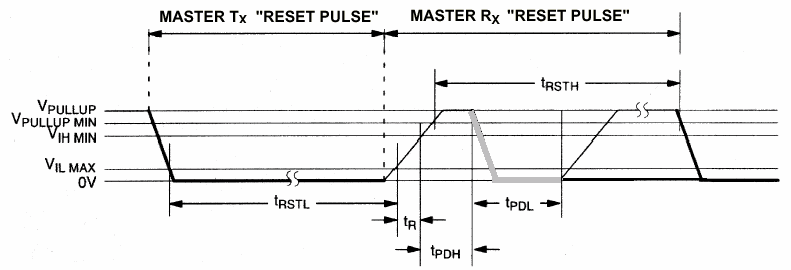 MASTER TX "RESET PULSE" MASTER RX "RESET PULSE"
tRSTH
VPULLUP
VPULLUP MIN
VIH MIN
VIL MAX
0V
tRSTL
tR
tPDL
tPDH